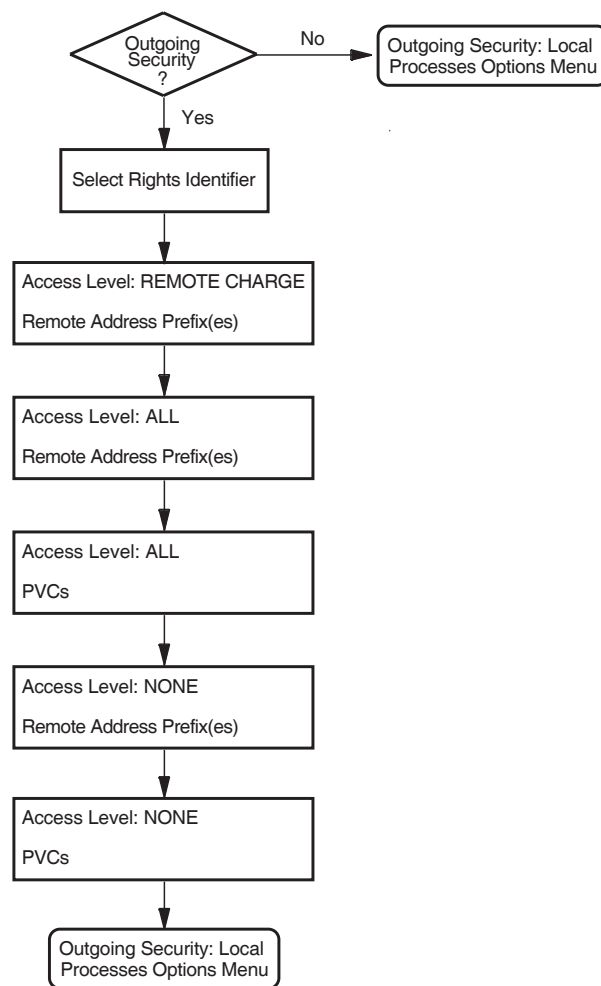 Outgoing
Security
?
No
Outgoing Security: Local
Processes Options Menu
Yes
Select Rights Identifier
Access Level: REMOTE CHARGE
Remote Address Prefix(es)
Access Level: ALL
Remote Address Prefix(es)
Access Level: ALL
PVCs
Access Level: NONE
Remote Address Prefix(es)
Access Level: NONE
PVCs
Outgoing Security: Local
Processes Options Menu